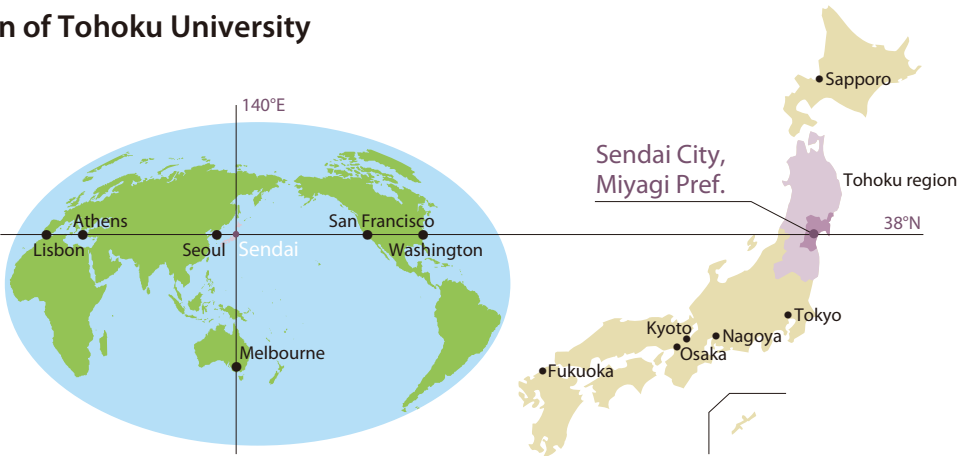 n of Tohoku University
140°E
Athens
San Francisco
Lisbon
Seoul
Sendai
Washington
Melbourne
Sapporo
Sendai City,
Miyagi Pref.
Tohoku region
38°N
Tokyo
Kyoto
Nagoya
Osaka
Fukuoka